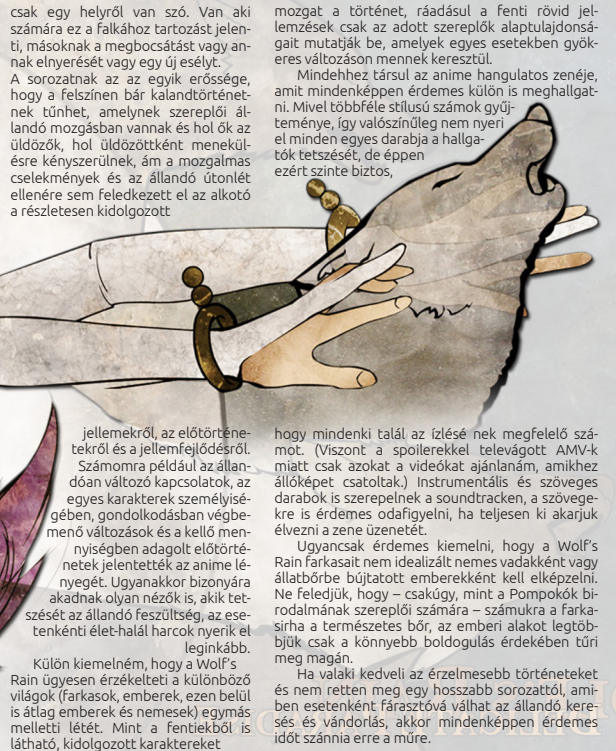 csak egy helyről van szó. Van aki
számára ez a falkához tartozást jelen-
ti, másoknak a megbocsátást vagy an-
nak elnyerését vagy egy új esélyt.
A sorozatnak az az egyik erőssége,
hogy a felszínen bár kalandtörténet-
nek tűnhet, amelynek szereplői ál-
landó mozgásban vannak és hol ők az
üldözők, hol üldözöttként menekül-
ésre kényszerülnek, ám a mozgalmas
cselekmények és az állandó útonlét
ellenére sem feledkezett el az alkotó
a részletesen kidolgozott
jellemekről, az előtörténe-
tekről és a jellemfejlődésről.
Számomra például az állan-
dóan változó kapcsolatok, az
egyes karakterek személyisé-
gében, gondolkodásban végbe-
menő változások és a kellő men-
nyiségben adagolt előtörté-
netek jelentették az anime lé-
nyegét. Ugyanakkor bizonyára
akadnak olyan nézők is, akik tet-
szését az állandó feszültség, az ese-
tenkénti élet-halál harcok nyerik el
leginkább.
Külön kiemelném, hogy a Wolf’s
Rain ügyesen érzékelteti a különböző
világok (farkasok, emberek, ezen belül
is átlag emberek és nemesek) egymás
melletti létét. Mint a fentiekből is
látható, kidolgozott karaktereket
mozgat a történet, ráadásul a fenti rövid jel-
lemzések csak az adott szereplők alaptulajdonsá-
gait mutatják be, amelyek egyes esetekben gyök-
eres változáson mennek keresztül.
Mindehhez társul az anime hangulatos zenéje,
amit mindenképpen érdemes külön is meghallgat-
ni. Mivel többféle stílusú számok gyűj-
teménye, így valószínűleg nem nyeri
el minden egyes darabja a hallga-
tók tetszését, de éppen
ezért szinte biztos,
hogy mindenki talál az ízlésé nek megfelelő szá-
mot. (Viszont a spoilerekkel televágott AMV-k
miatt csak azokat a videókat ajánlanám, amikhez
állóképet csatoltak.) Instrumentális és szöveges
darabok is szerepelnek a soundtracken, a szövege-
kre is érdemes odafigyelni, ha teljesen ki akarjuk
élvezni a zene üzenetét.
Ugyancsak érdemes kiemelni, hogy a Wolf’s
Rain farkasait nem idealizált nemes vadakként vagy
állatbőrbe bújtatott emberekként kell elképzelni.
Ne feledjük, hogy – csakúgy, mint a Pompokók bi-
rodalmának szereplői számára – számukra a farka-
sirha a természetes bőr, az emberi alakot legtöb-
bjük csak a könnyebb boldogulás érdekében tűri
meg magán.
Ha valaki kedveli az érzelmesebb történeteket
és nem retten meg egy hosszabb sorozattól, ami-
ben esetenként fárasztóvá válhat az állandó kere-
sés és vándorlás, akkor mindenképpen érdemes
időt szánnia erre a műre.